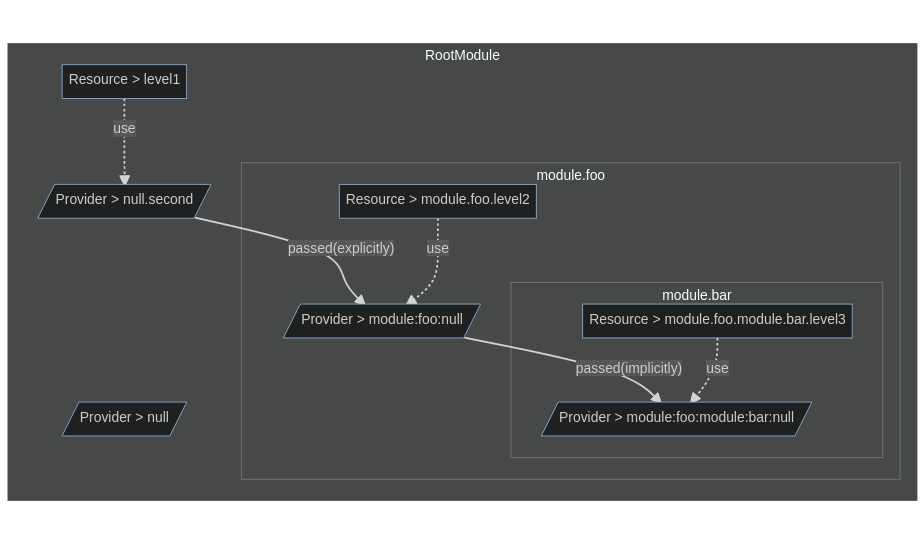 RootModule
Resource > level1
use
module.foo
Provider > null.second
Resource > module.foo.level2
passed(explicitly)
use
module.bar
Provider > module:foo:null
Resource > module.foo.module.bar.level3
passed(implicitly)
use
Provider > null
Provider > module:foo:module:bar:null